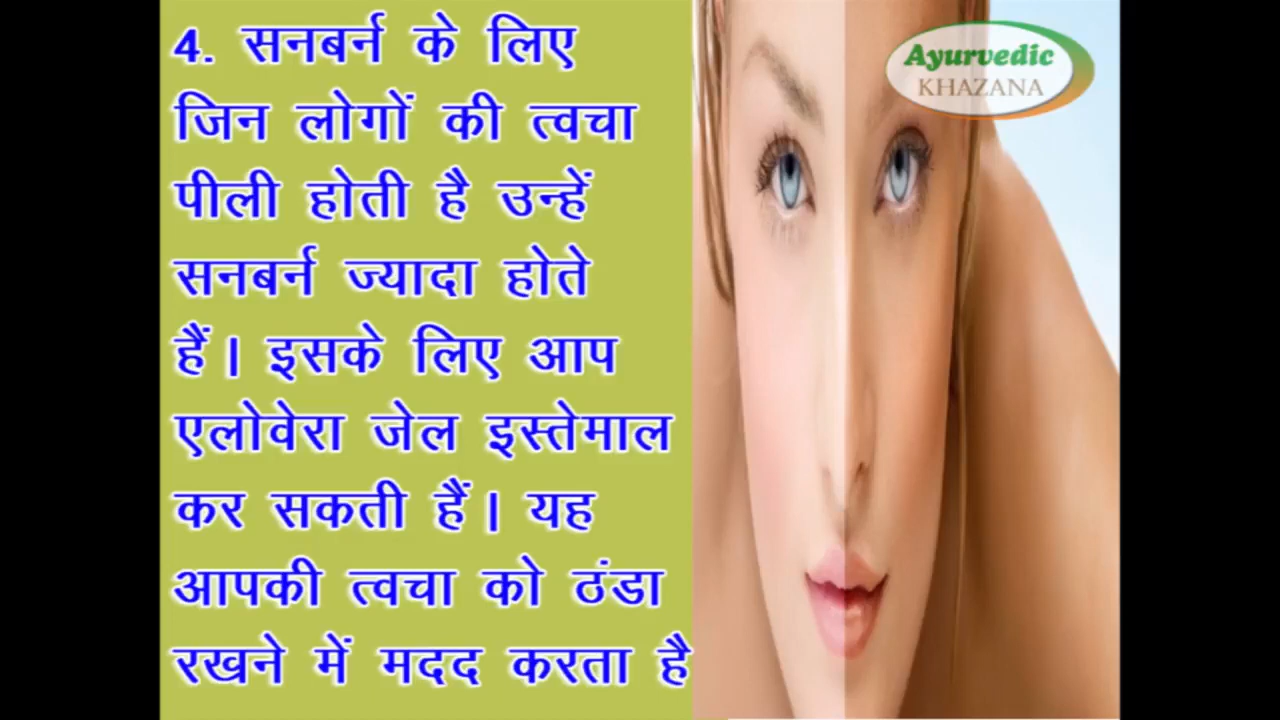 4. सनबर्न के लिए
जिन लोगों की त्वचा
पीली होती है उन्हें
सनबर्न ज्यादा होते
हैं। इसके लिए आप
एलोवेरा जेल इस्तेमाल
कर सकती हैं। यह
आपकी त्वचा को ठंडा
रखने में मदद करता है
Ayurvedic
KHAZANA